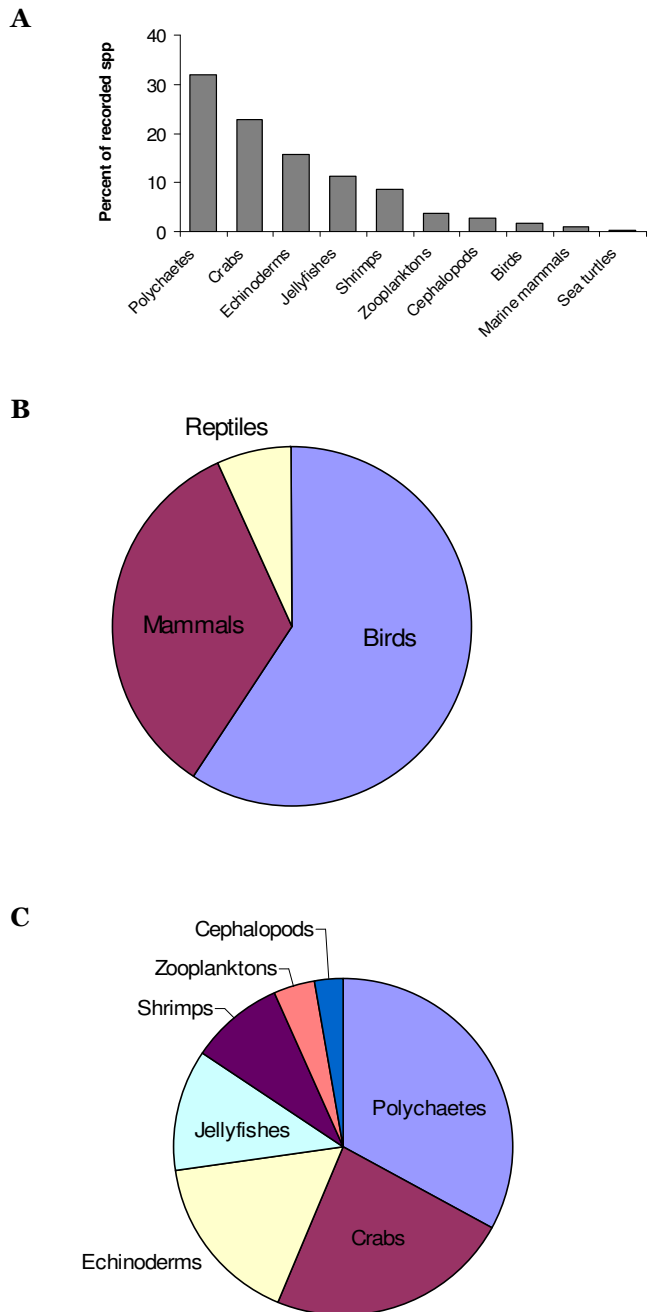 A
Percent of recorded spp
40
30
20
10
0
Polychaetes
Crabs
Echinoderms
Jellyfishes
Shrimps
Zooplanktons
Cephalopods
Birds
Marine mammals
Sea turtles
B
Reptiles
Mammals
Birds
C
Cephalopods
Zooplanktons
Shrimps
Polychaetes
Jellyfishes
Crabs
Echinoderms